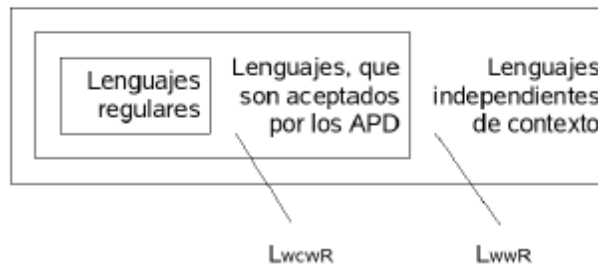 Lenguajes
regulares
Lenguajes, que
son aceptados
por los APD
Lenguajes
independientes
de contexto
LwcwR
LwwR